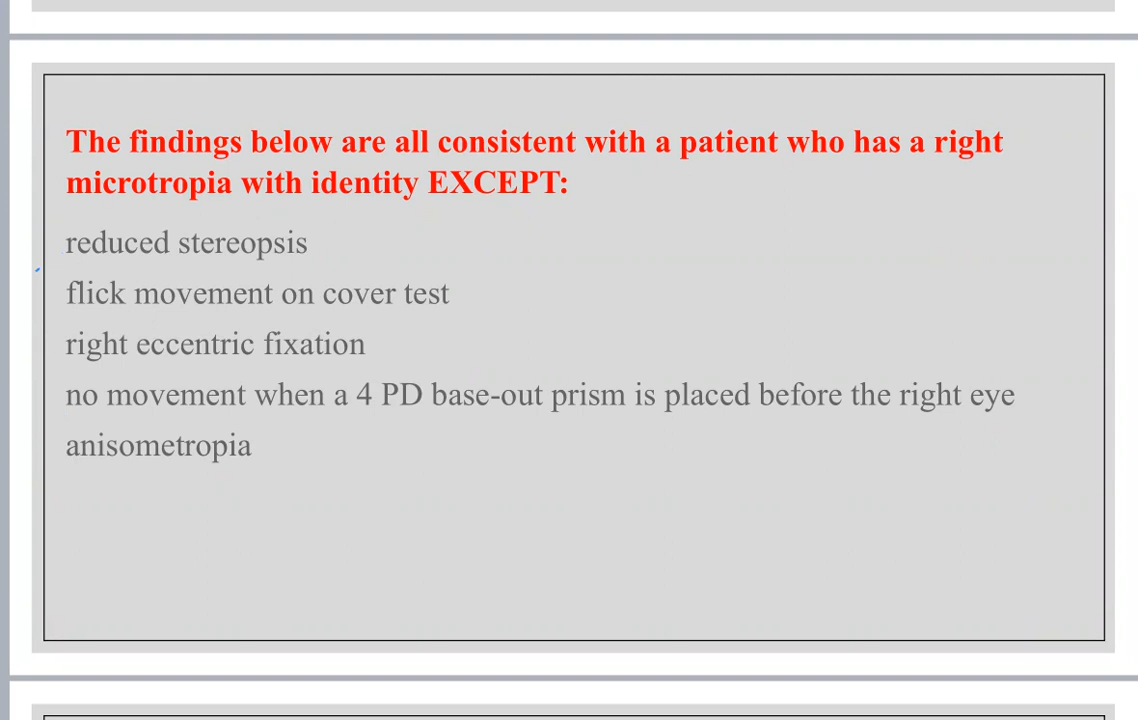 The findings below are all consistent with a patient who has a right
microtropia with identity EXCEPT:
reduced stereopsis
flick movement on cover test
right eccentric fixation
no movement when a 4 PD base-out prism is placed before the right eye
anisometropia